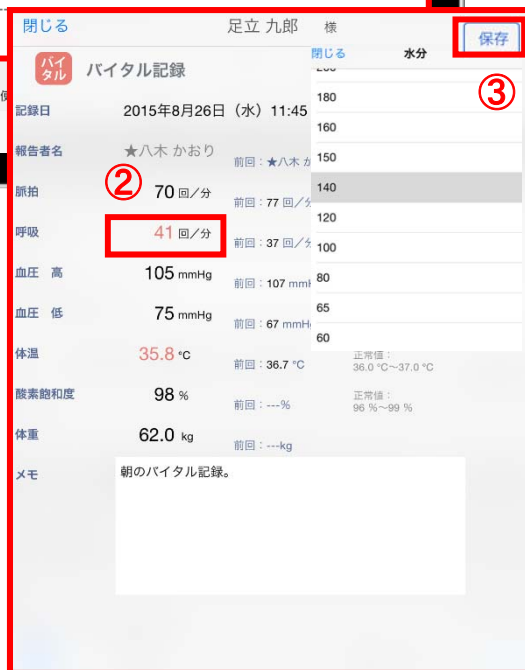 閉じる 足立 九郎 様 保存
閉じる 水分
バイタル バイタル記録
③
180
160
記録日 2015年8月26日（水）11:45
報告者名 ★八木 かおり 前回：★八木 か
150
②
脈拍 70 回/分 前回：77 回/分
140
120
呼吸 41 回/分 前回：37 回/分
100
血圧 高 105 mmHg 前回：107 mmH
80
血圧 低 75 mmHg 前回：67 mmH
65
60
体温 35.8 ℃ 前回：36.7 ℃ 正常値：
36.0 ℃～37.0 ℃
酸素飽和度 98 % 前回：---% 正常値：
96 %～99 %
体重 62.0 kg 前回：---kg
メモ 朝のバイタル記録。